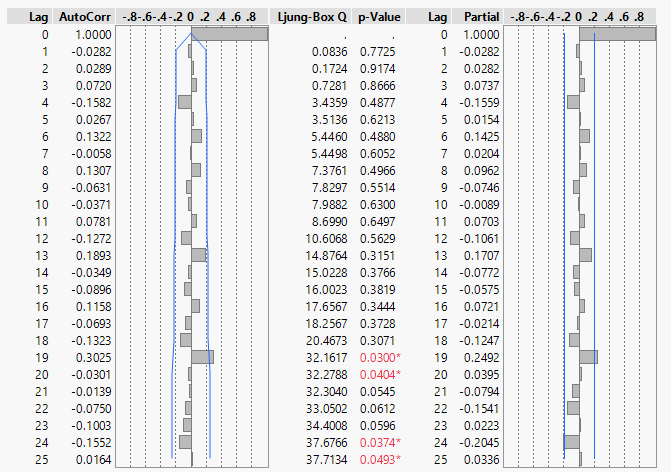 Lag AutoCorr -.8-.6-.4-.2 0 .2 .4 .6 .8 Ljung-Box Q p-Value Lag Partial -.8-.6-.4-.2 0 .2 .4 .6 .8
0 1.0000 . . 0 1.0000
1 -0.0282 0.0836 0.7725 1 -0.0282
2 0.0289 0.1724 0.9174 2 0.0282
3 0.0720 0.7281 0.8666 3 0.0737
4 -0.1582 3.4359 0.4877 4 -0.1559
5 0.0267 3.5136 0.6213 5 0.0154
6 0.1322 5.4460 0.4880 6 0.1425
7 -0.0058 5.4498 0.6052 7 0.0204
8 0.1307 7.3761 0.4966 8 0.0962
9 -0.0631 7.8297 0.5514 9 -0.0746
10 -0.0371 7.9882 0.6300 10 -0.0089
11 0.0781 8.6990 0.6497 11 0.0703
12 -0.1272 10.6068 0.5629 12 -0.1061
13 0.1893 14.8764 0.3151 13 0.1707
14 -0.0349 15.0228 0.3766 14 -0.0772
15 -0.0896 16.0023 0.3819 15 -0.0575
16 0.1158 17.6567 0.3444 16 0.0721
17 -0.0693 18.2567 0.3728 17 -0.0214
18 -0.1323 20.4673 0.3071 18 -0.1247
19 0.3025 32.1617 0.0300* 19 0.2492
20 -0.0301 32.2788 0.0404* 20 0.0395
21 -0.0139 32.3040 0.0545 21 -0.0794
22 -0.0750 33.0502 0.0612 22 -0.1541
23 -0.1003 34.4008 0.0596 23 0.0223
24 -0.1552 37.6766 0.0374* 24 -0.2045
25 0.0164 37.7134 0.0493* 25 0.0336